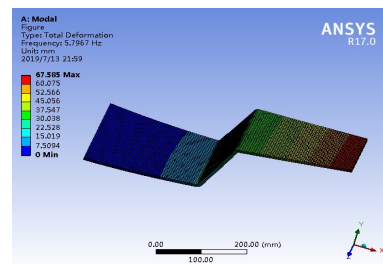 A: Modal
Figure
Type: Total Deformation
Frequency: 5.7967 Hz
Unit: mm
2019/7/13 21:59
67.585 Max
60.075
52.566
45.056
37.547
30.038
22.528
15.019
7.5094
0 Min
ANSYS
R17.0
0.00 200.00 (mm)
100.00
Y
X
Z